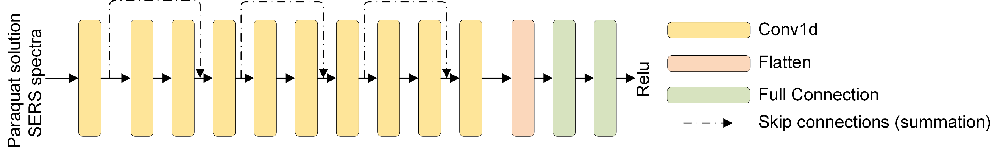 Paraquat solution
SERS spectra
Relu
Conv1d
Flatten
Full Connection
Skip connections (summation)